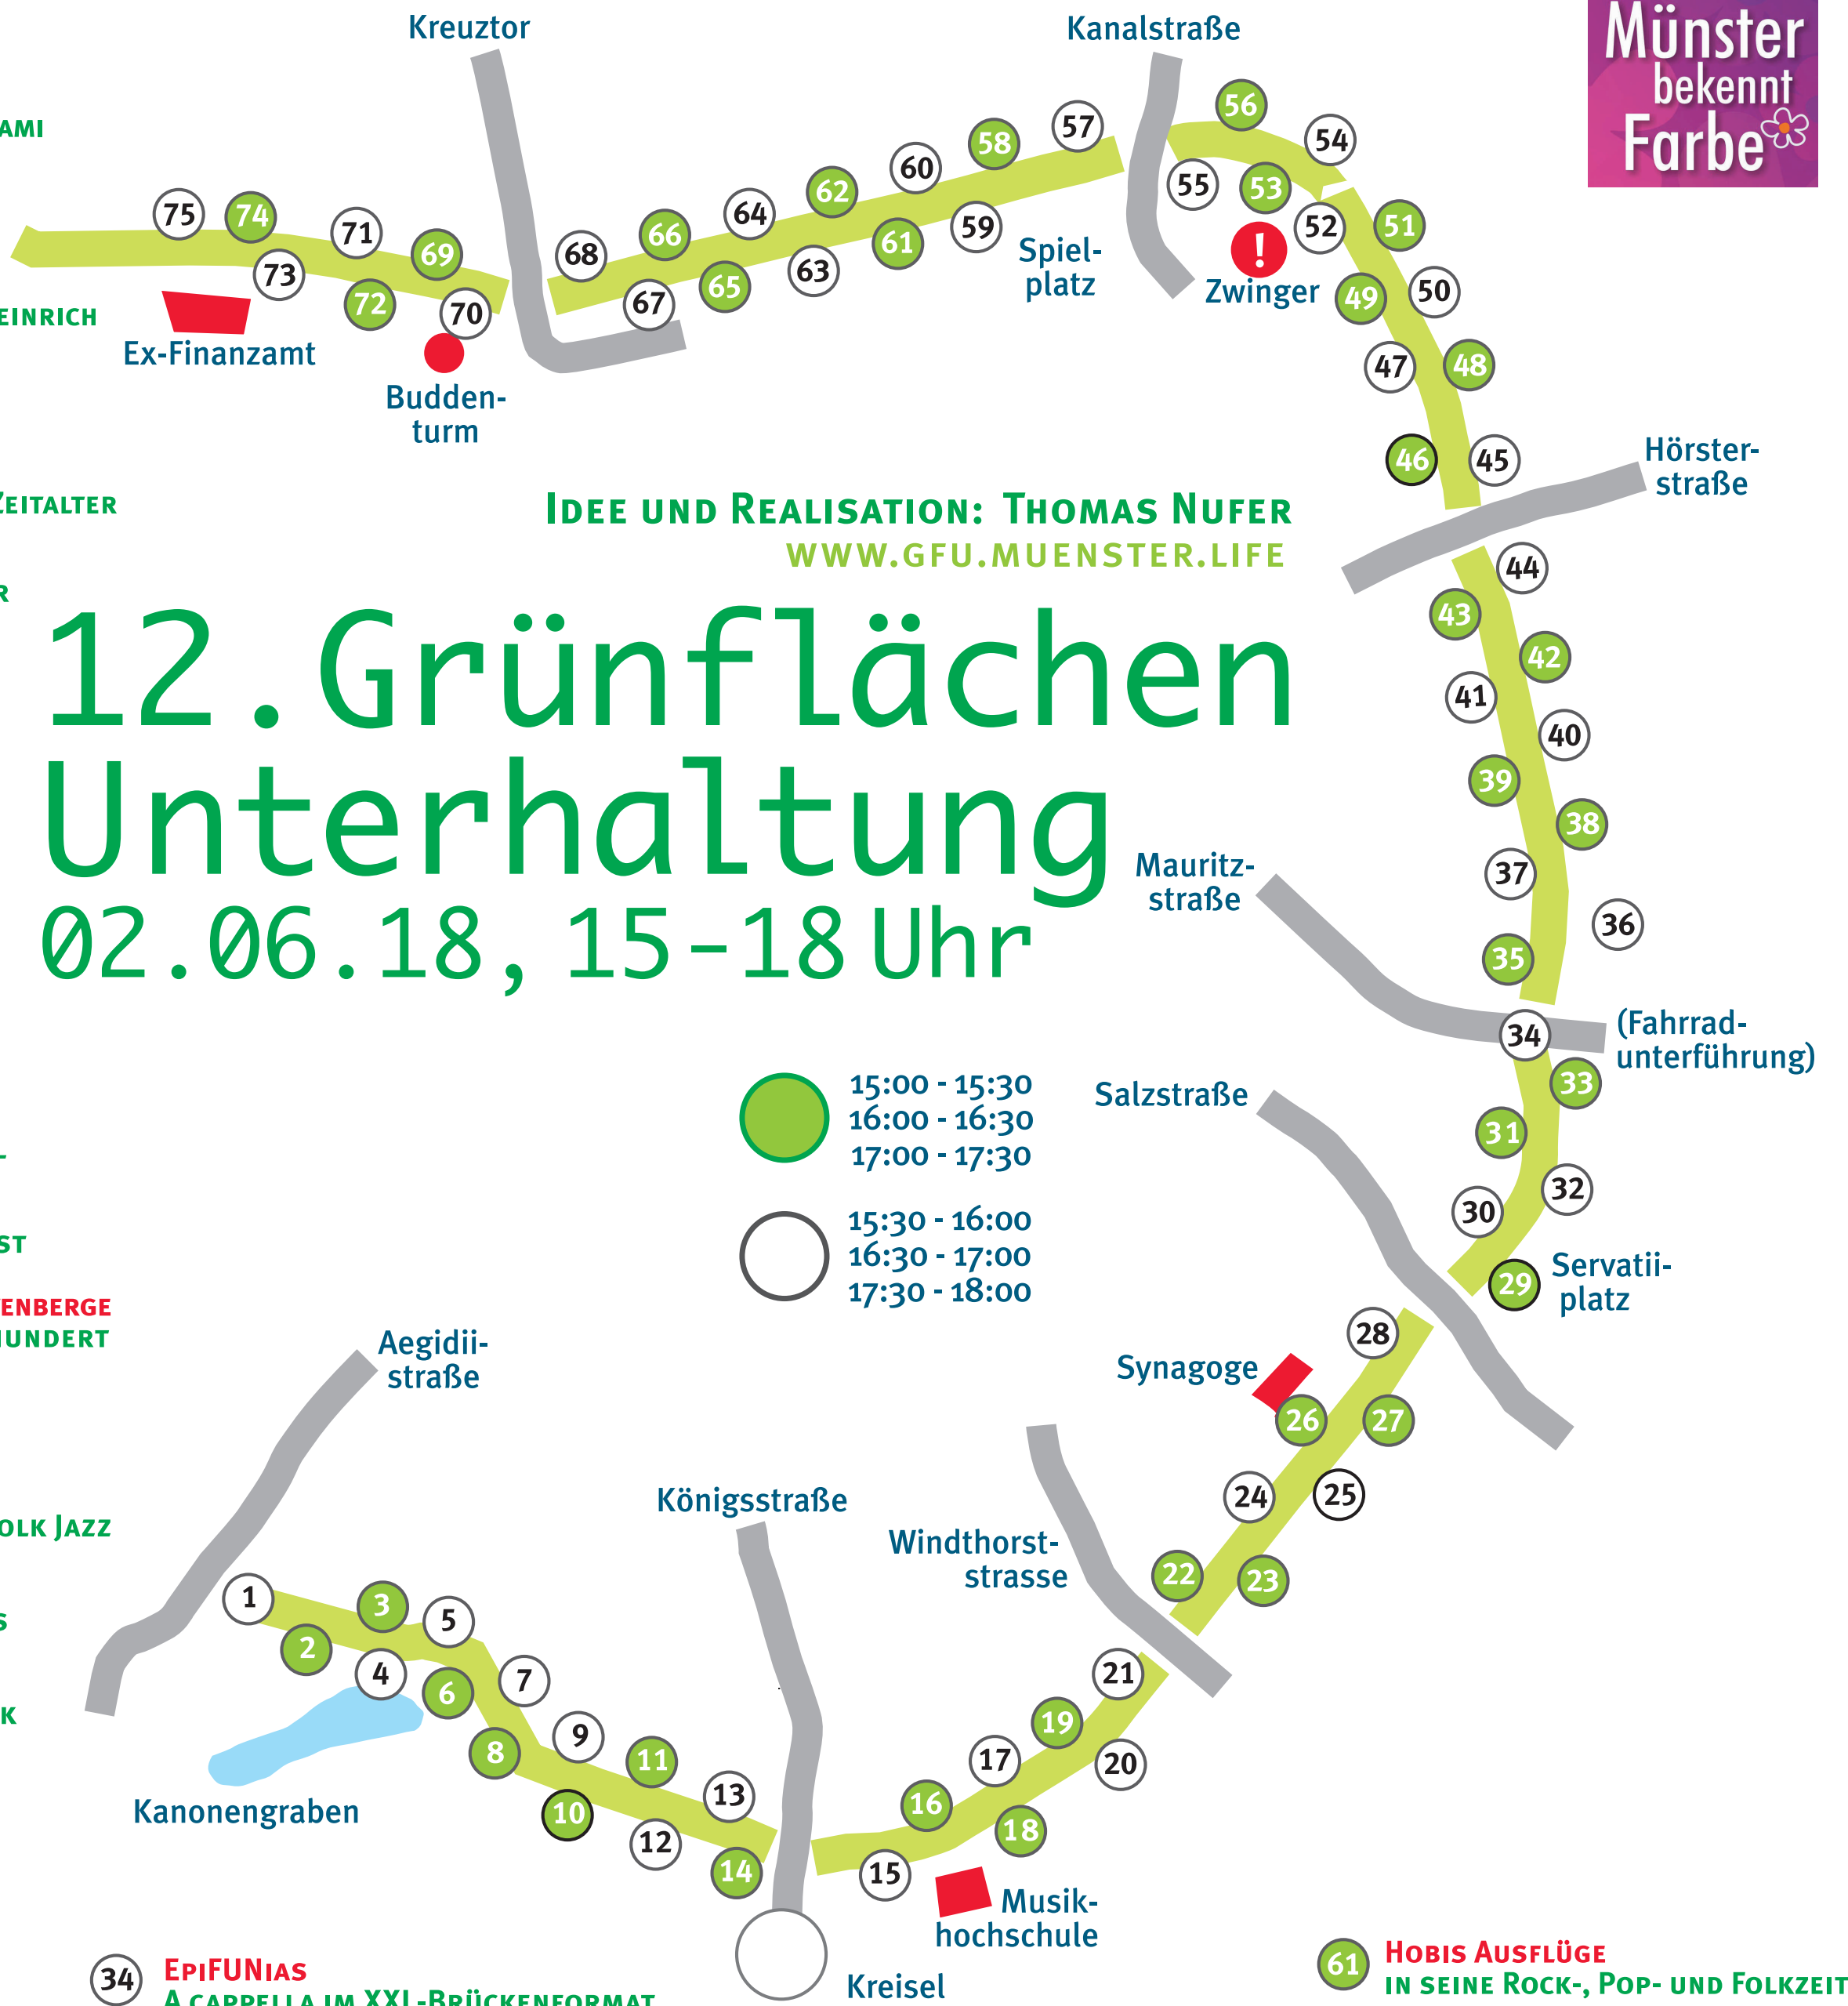 Kreuztor
Kanalstraße
Münster
bekennt
Farbe
AMI
56
57
54
58
60
55
53
62
75
74
64
52
51
71
66
59
69
68
61
!
Spiel-
platz
Zwinger
73
63
65
49
50
72
70
67
EINRICH
Ex-Finanzamt
Budden-
turm
47
48
46
45
Hörster-
straße
ZEITALTER
IDEE UND REALISATION: THOMAS NUFER
WWW.GFU.MUENSTER.LIFE
R
44
43
42
41
40
39
38
37
36
35
12.Grünflächen
Unterhaltung
02.06.18, 15-18 Uhr
Mauritz-
straße
34
(Fahrrad-
unterführung)
33
31
32
30
29
Servatii-
platz
15:00 - 15:30
16:00 - 16:30
17:00 - 17:30
15:30 - 16:00
16:30 - 17:00
17:30 - 18:00
Salzstraße
ST
ENBERGE
HUNDERT
Aegidii-
straße
28
Synagoge
26
27
24
25
Königsstraße
Windthorst-
strasse
22
23
OLK JAZZ
1
3
5
2
4
6
7
21
S
K
8
9
11
19
17
20
10
13
16
12
18
14
15
Kanonengraben
Musik-
hochschule
Kreisel
34 EPIFUNIAS
A CAPPELLA IM XXL-BRÜCKENFORMAT
61 HOBIS AUSFLÜGE
IN SEINE ROCK-, POP- UND FOLKZEIT